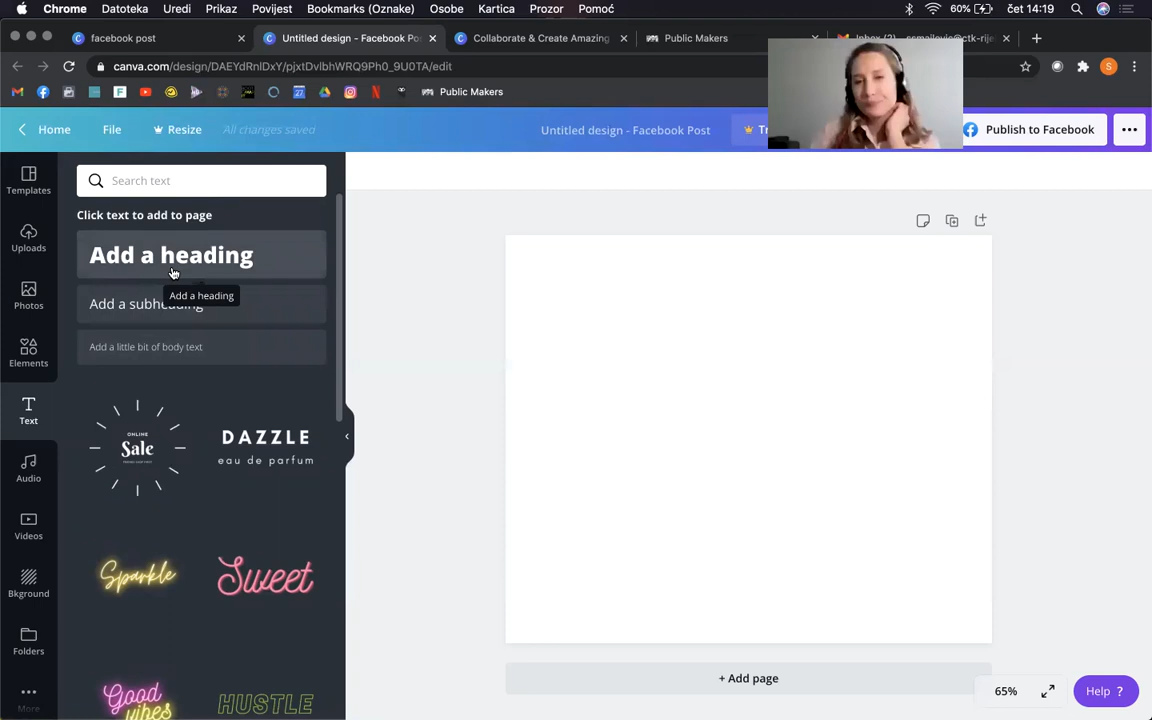 Chrome Datoteka Uredi Prikaz Povijest Bookmarks (Oznake) Osobe Kartica Prozor Pomoć 60% čet 14:19
facebook post
Untitled design - Facebook Po
Collaborate & Create Amazing
Public Makers
canva.com/design/DAEYdRnlDxY/pjxtDvlbhWRQ9Ph0_9U0TA/edit
S
Public Makers
Home File Resize All changes saved Untitled design - Facebook Post Publish to Facebook
Search text
Templates
Click text to add to page
Uploads
Add a heading
Add a heading
Photos
Add a subheading
Add a little bit of body text
Elements
Text
ONLINE
Sale
DAZZLE
eau de parfum
Audio
Videos
Sparkle
Sweet
Bkground
Folders
Good
vibes
HUSTLE
More
+ Add page
65%
Help ?